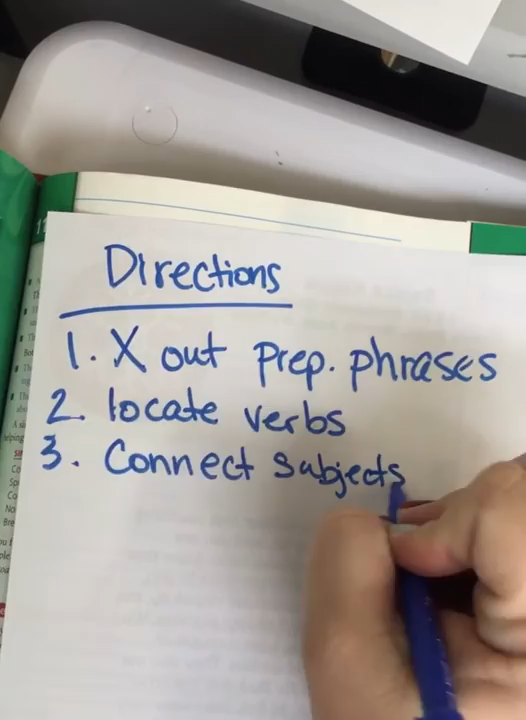 Directions
1. X out prep. phrases
2. locate verbs
3. Connect subjects